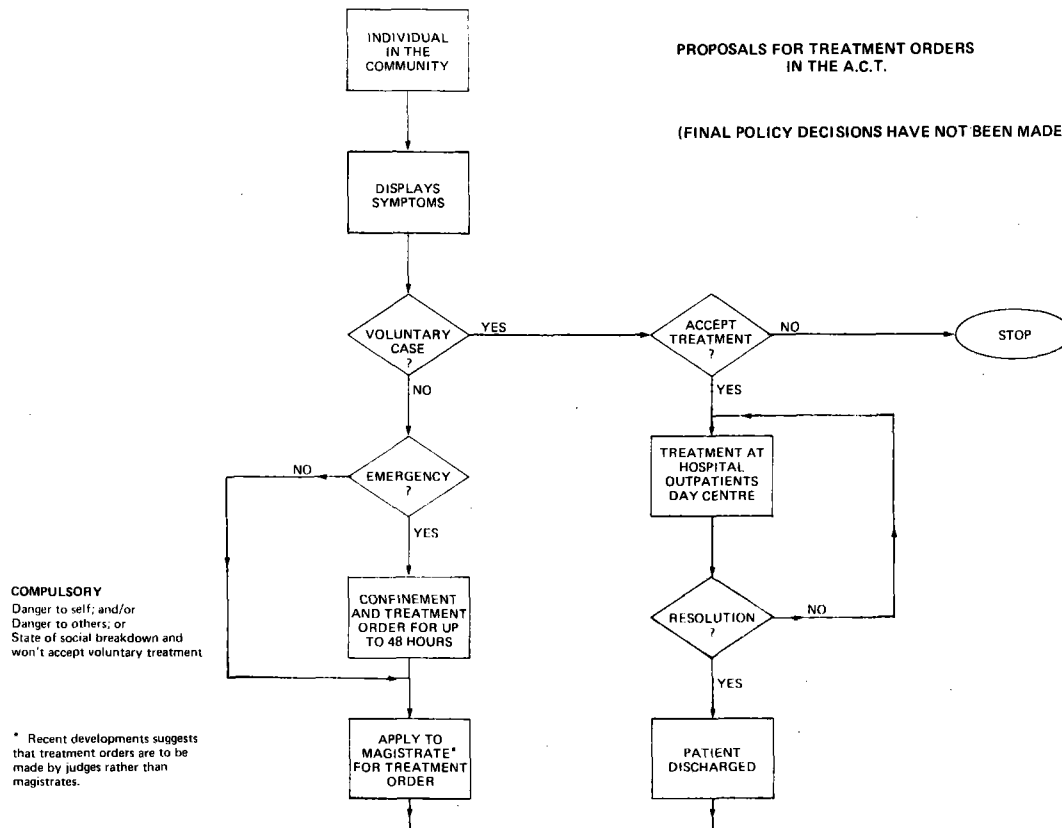 INDIVIDUAL
IN THE
COMMUNITY
PROPOSALS FOR TREATMENT ORDERS
IN THE A.C.T.
(FINAL POLICY DECISIONS HAVE NOT BEEN MADE
DISPLAYS
SYMPTOMS
VOLUNTARY
CASE
?
YES
ACCEPT
TREATMENT
?
NO
STOP
NO
YES
NO
EMERGENCY
?
YES
TREATMENT AT
HOSPITAL
OUTPATIENTS
DAY CENTRE
COMPULSORY
Danger to self; and/or
Danger to others; or
State of social breakdown and
won't accept voluntary treatment
CONFINEMENT
AND TREATMENT
ORDER FOR UP
TO 48 HOURS
RESOLUTION
?
NO
YES
* Recent developments suggests
that treatment orders are to be
made by judges rather than
magistrates.
APPLY TO
MAGISTRATE*
FOR TREATMENT
ORDER
PATIENT
DISCHARGED